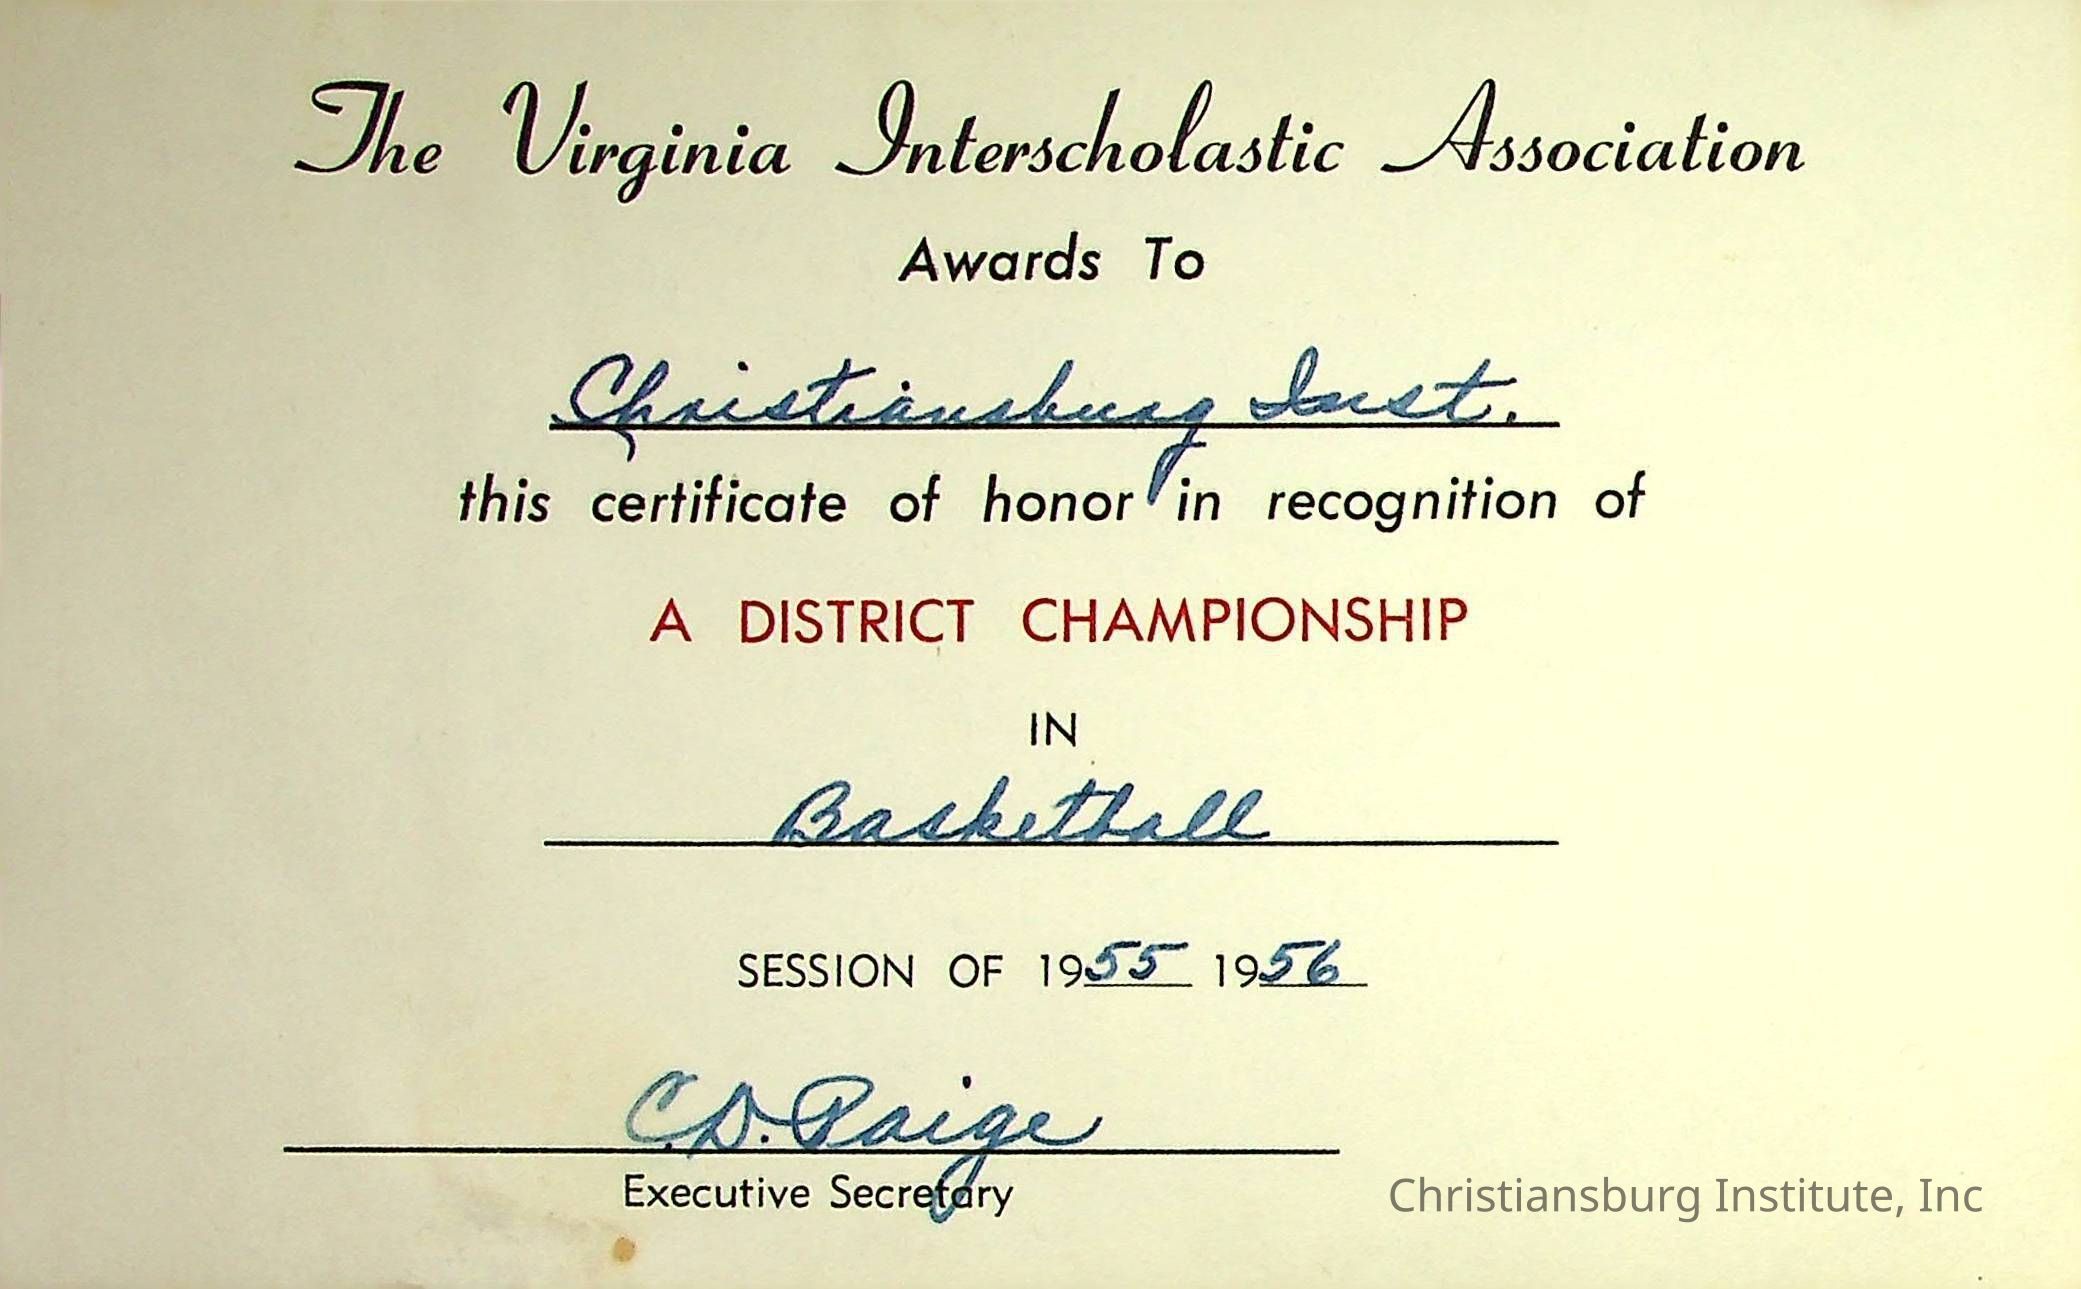 The Virginia Interscholastic Association
Awards To
Christiansburg Inst.
this certificate of honor in recognition of
A DISTRICT CHAMPIONSHIP
IN
Basketball
SESSION OF 1955 1956
C.D. Paige
Executive Secretary
Christiansburg Institute, Inc